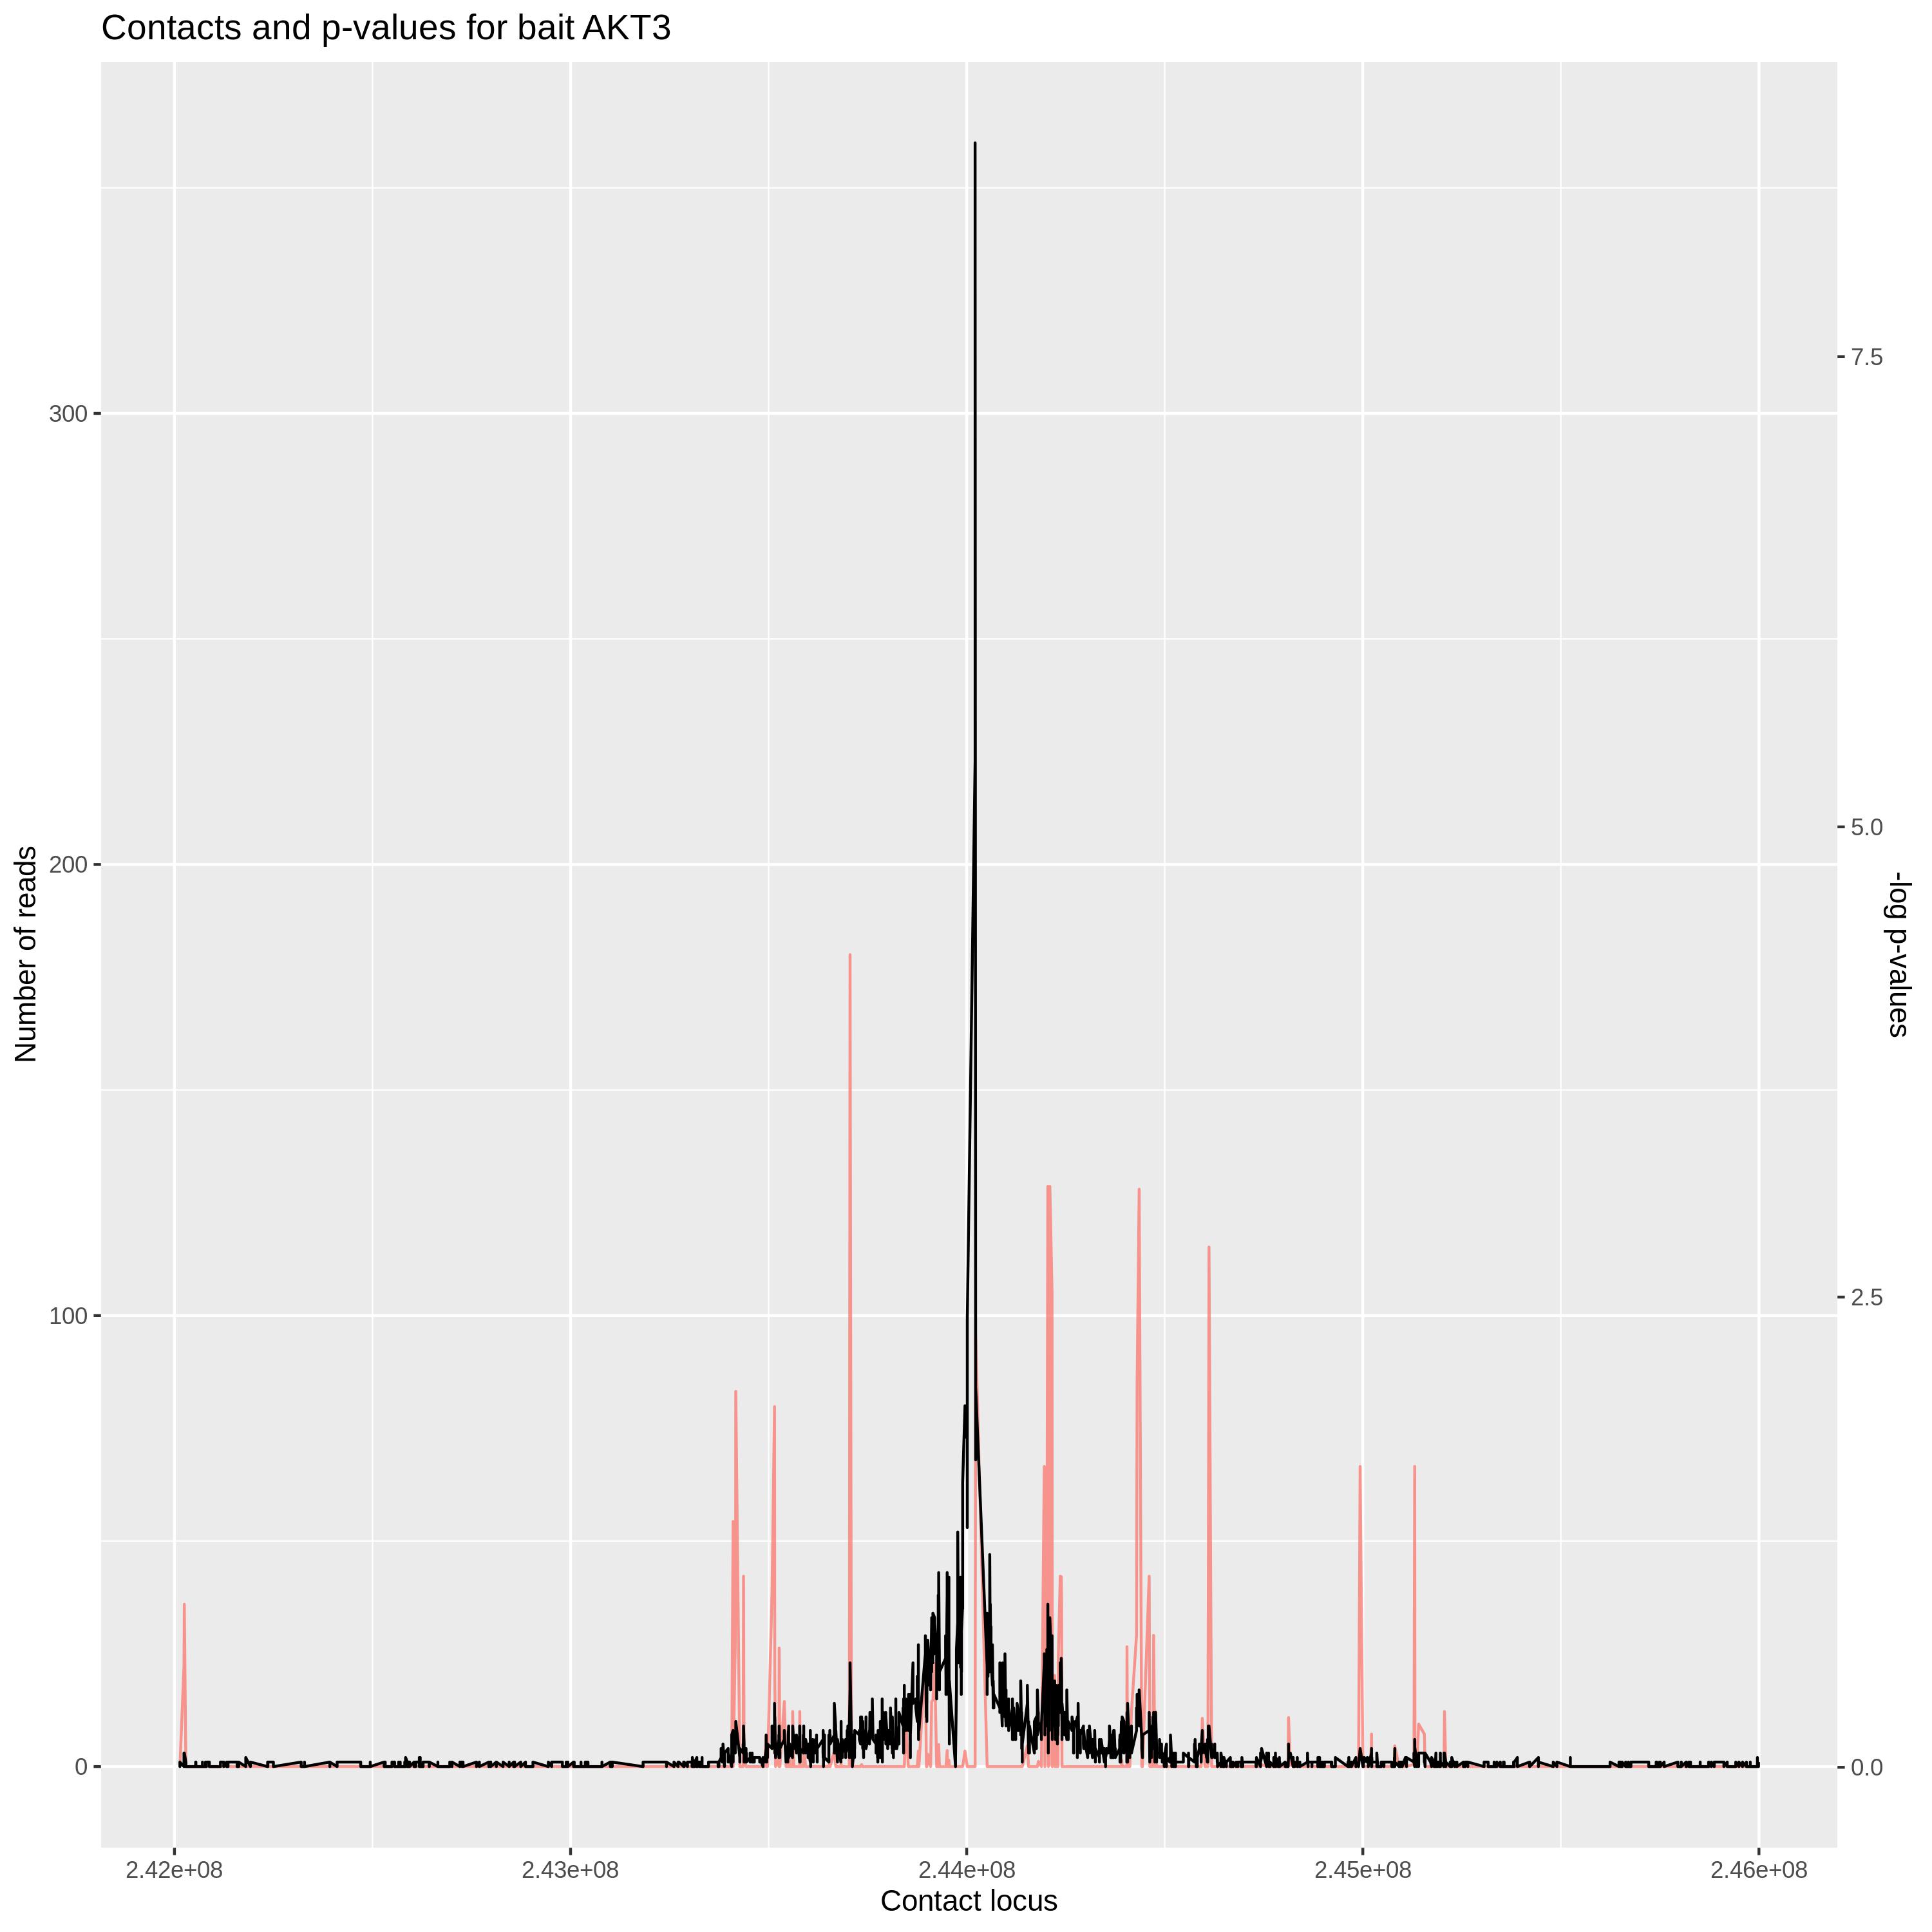 Contacts and p-values for bait AKT3
Number of reads
300
200
100
0
7.5
5.0
2.5
0.0
-log p-values
2.42e+08
2.43e+08
2.44e+08
2.45e+08
2.46e+08
Contact locus